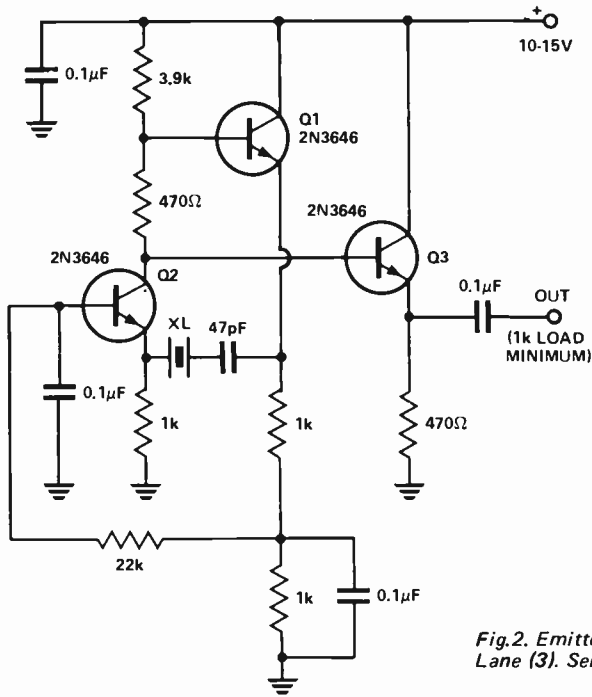 +
10-15V
0.1μF
3.9k
Q1
2N3646
470Ω
2N3646
2N3646
Q2
Q3
0.1μF
OUT
(1k LOAD
MINIMUM)
XL
47pF
0.1μF
1k
1k
470Ω
22k
1k
0.1μF
Fig.2. Emitte
Lane (3). Se